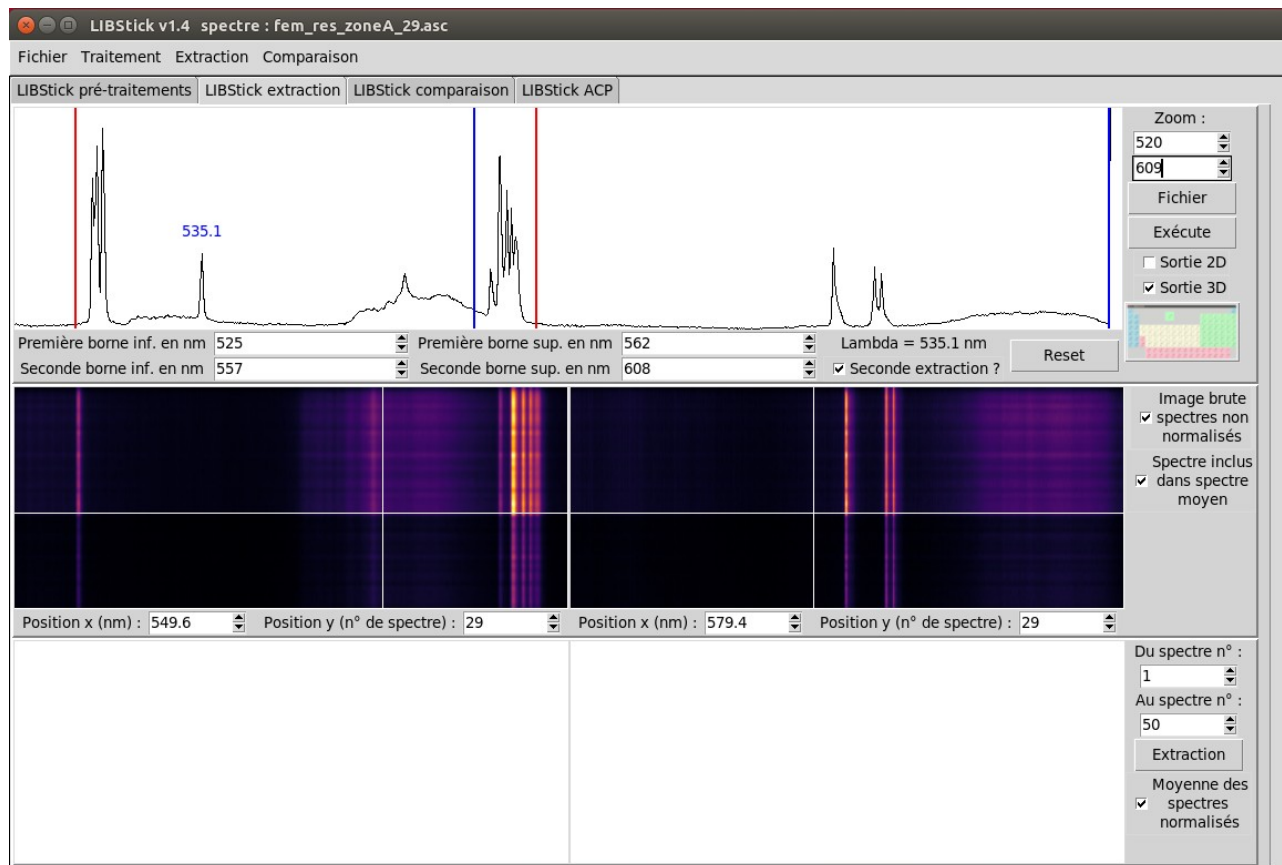 LIBStick v1.4 spectre : fem_res_zoneA_29.asc
Fichier Traitement Extraction Comparaison
LIBStick pré-traitements LIBStick extraction LIBStick comparaison LIBStick ACP
535.1
Zoom :
520
609
Fichier
Exécute
Sortie 2D
Sortie 3D
Première borne inf. en nm 525 Première borne sup. en nm 562 Lambda = 535.1 nm
Seconde borne inf. en nm 557 Seconde borne sup. en nm 608 Seconde extraction ?
Reset
Image brute
spectres non
normalisés
Spectre inclus
dans spectre
moyen
Position x (nm) : 549.6 Position y (n° de spectre) : 29 Position x (nm) : 579.4 Position y (n° de spectre) : 29
Du spectre n° :
1
Au spectre n° :
50
Extraction
Moyenne des
spectres
normalisés